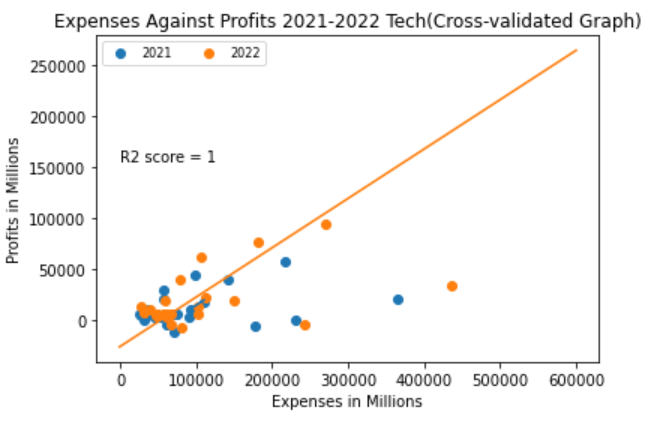 Expenses Against Profits 2021-2022 Tech(Cross-validated Graph)
2021 2022
250000
200000
R2 score = 1
150000
100000
50000
0
Profits in Millions
0 100000 200000 300000 400000 500000 600000
Expenses in Millions